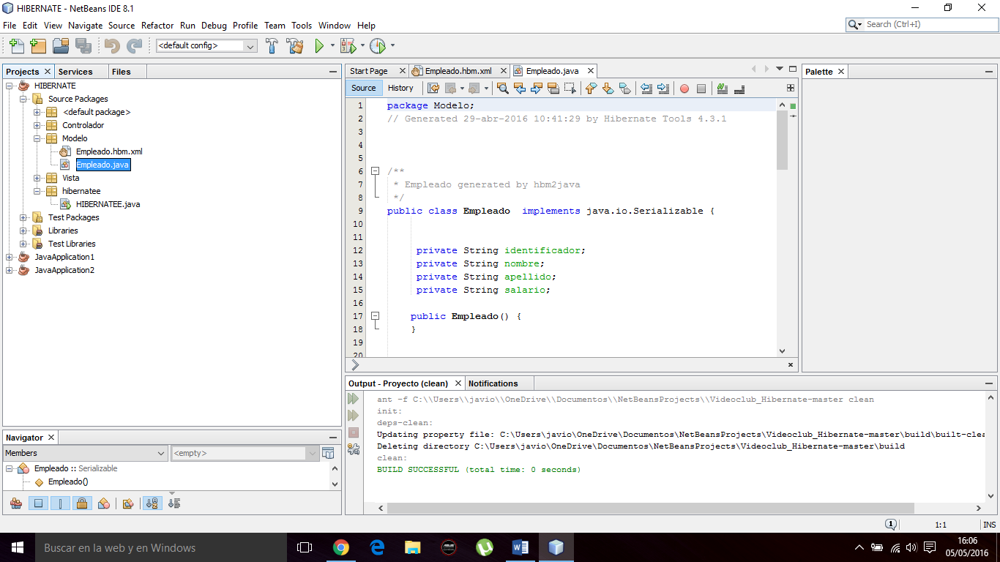 HIBERNATE - NetBeans IDE 8.1
File Edit View Navigate Source Refactor Run Debug Profile Team Tools Window Help
Search (Ctrl+I)
<default config>
Projects Services Files
HIBERNATE
Source Packages
<default package>
Controlador
Modelo
Empleado.hbm.xml
Empleado.java
Vista
hibernatee
HIBERNATEE.java
Test Packages
Libraries
Test Libraries
JavaApplication1
JavaApplication2
Navigator
Members
<empty>
Empleado :: Serializable
Empleado()
Start Page Empleado.hbm.xml Empleado.java
Source History
1 package Modelo;
2 // Generated 29-abr-2016 10:41:29 by Hibernate Tools 4.3.1
3
4
5
6 /**
7 * Empleado generated by hbm2java
8 */
9 public class Empleado  implements java.io.Serializable {
10
11
12 private String identificador;
13 private String nombre;
14 private String apellido;
15 private String salario;
16
17 public Empleado() {
18 }
19
20
Palette
Output - Proyecto (clean) Notifications
ant -f C:\\Users\\javio\\OneDrive\\Documentos\\NetBeansProjects\\Videoclub_Hibernate-master clean
init:
deps-clean:
Updating property file: C:\Users\javio\OneDrive\Documentos\NetBeansProjects\Videoclub_Hibernate-master\build\built-clea
Deleting directory C:\Users\javio\OneDrive\Documentos\NetBeansProjects\Videoclub_Hibernate-master\build
clean:
BUILD SUCCESSFUL (total time: 0 seconds)
1
1:1 INS
Buscar en la web y en Windows
16:06
05/05/2016